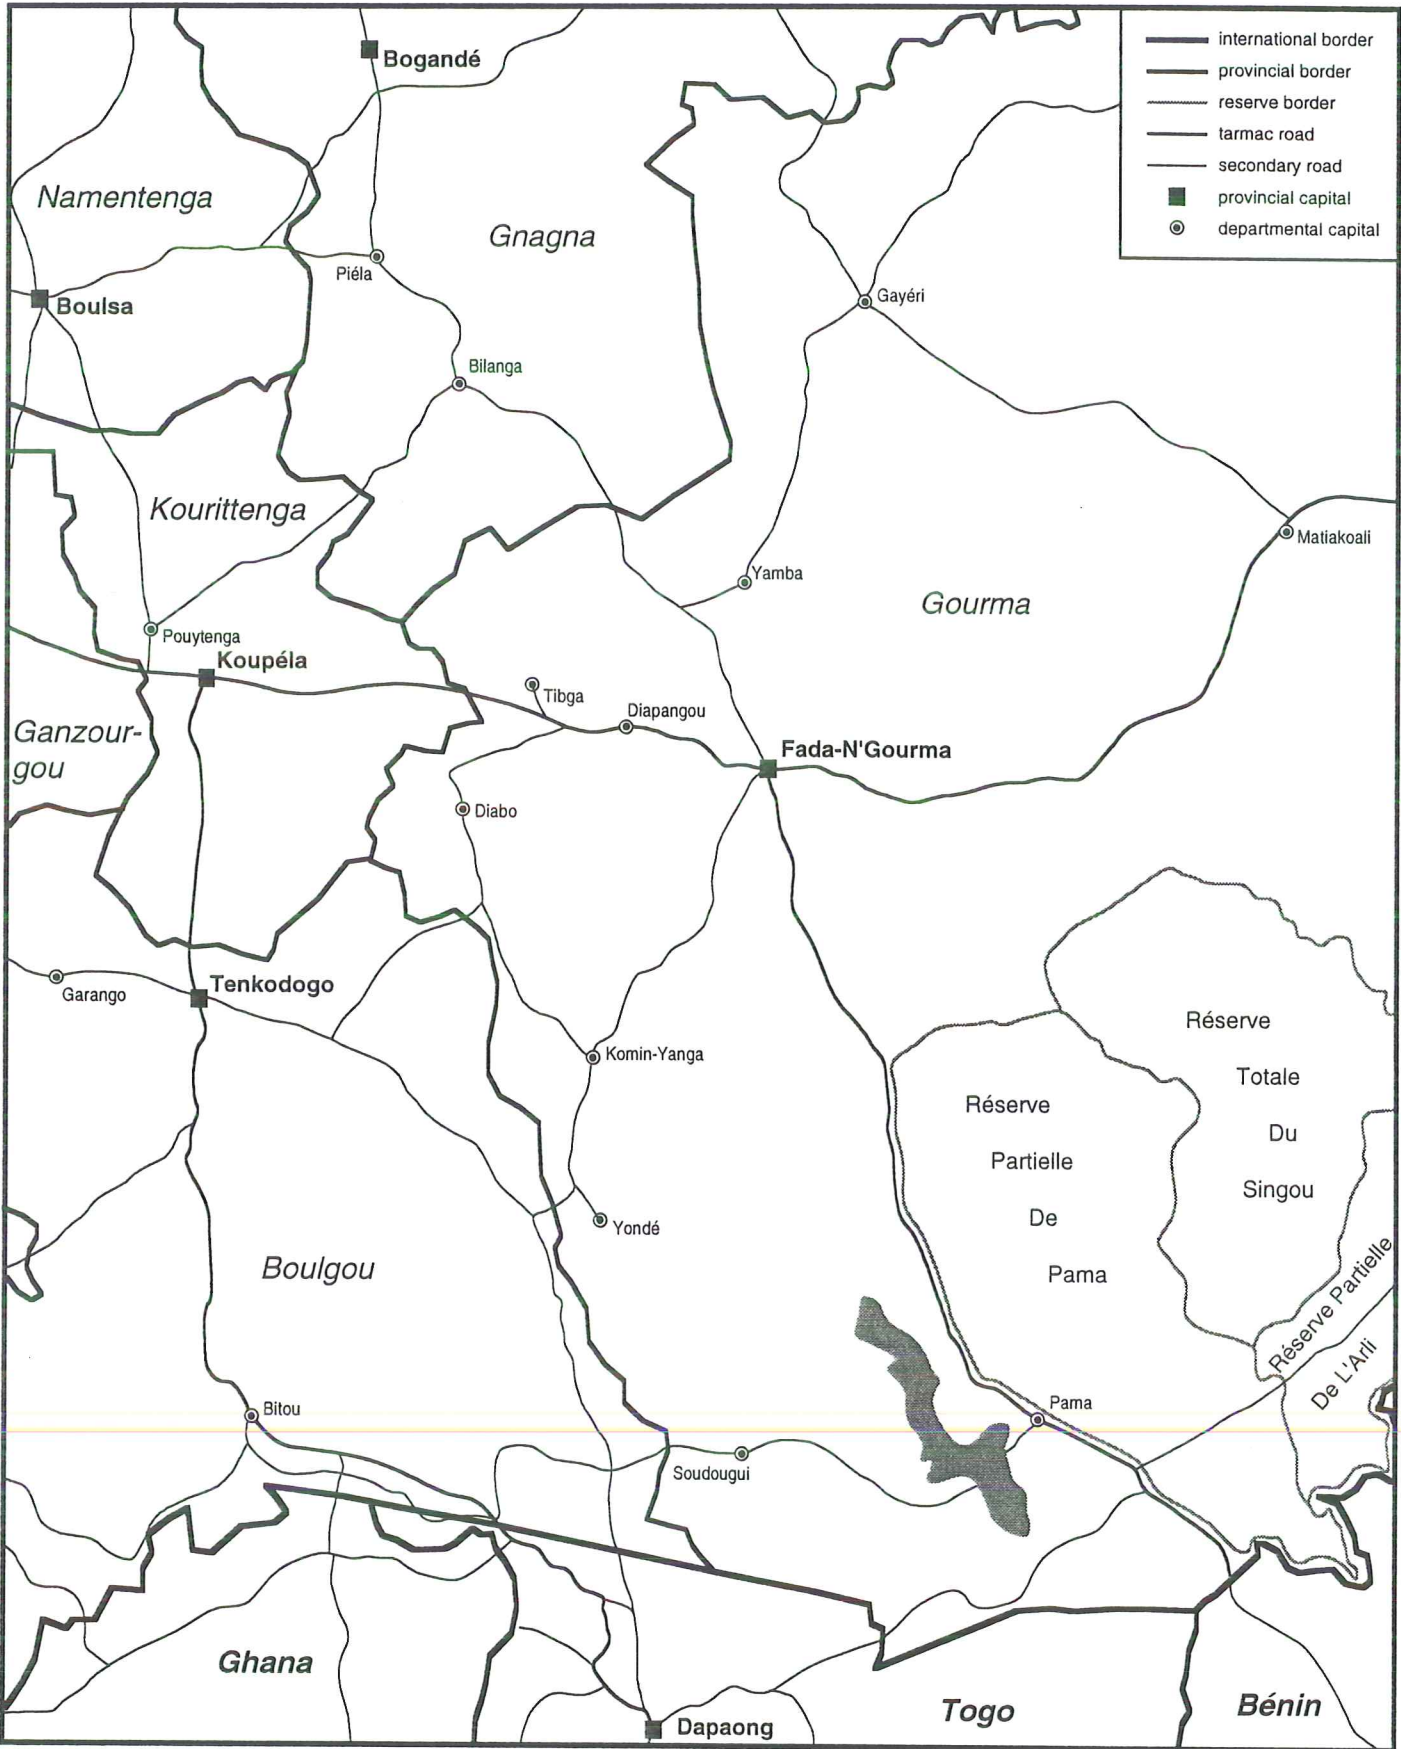 international border
provincial border
reserve border
tarmac road
secondary road
provincial capital
departmental capital
Bogandé
Namentenga
Gnagna
Piéla
Boulsa
Gayéri
Bilanga
Kourittenga
Matiakoali
Yamba
Gourma
Pouytenga
Koupéla
Tibga
Diapangou
Ganzour-
gou
Fada-N'Gourma
Diabo
Tenkodogo
Garango
Komin-Yanga
Réserve
Totale
Du
Singou
Réserve
Partielle
De
Pama
Yondé
Boulgou
Réserve Partielle
De L'Arli
Bitou
Pama
Soudougui
Ghana
Dapaong
Togo
Bénin